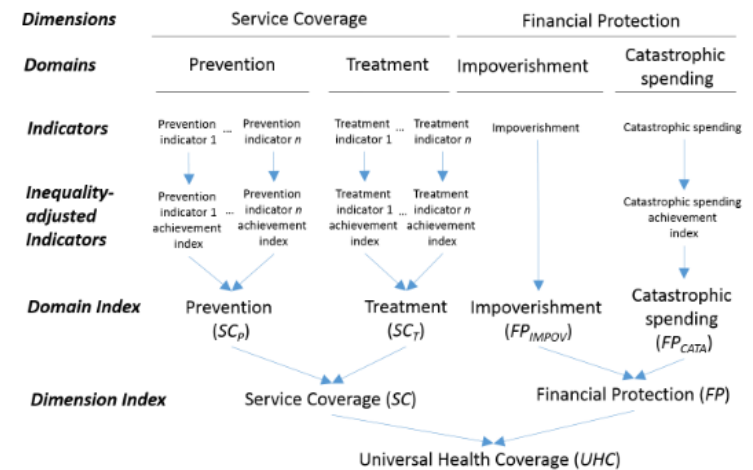 Dimensions Service Coverage Financial Protection
Domains Prevention Treatment Impoverishment Catastrophic spending
Indicators
Prevention indicator 1 ... Prevention indicator n
Treatment indicator 1 ... Treatment indicator n
Impoverishment
Catastrophic spending
Inequality-
adjusted
Indicators
Prevention indicator 1 achievement index ... Prevention indicator n achievement index
Treatment indicator 1 achievement index ... Treatment indicator n achievement index
Catastrophic spending
achievement
index
Domain Index
Prevention
(SCP)
Treatment
(SCT)
Impoverishment
(FPIMPOV)
Catastrophic
spending
(FPCATA)
Dimension Index Service Coverage (SC) Financial Protection (FP)
Universal Health Coverage (UHC)